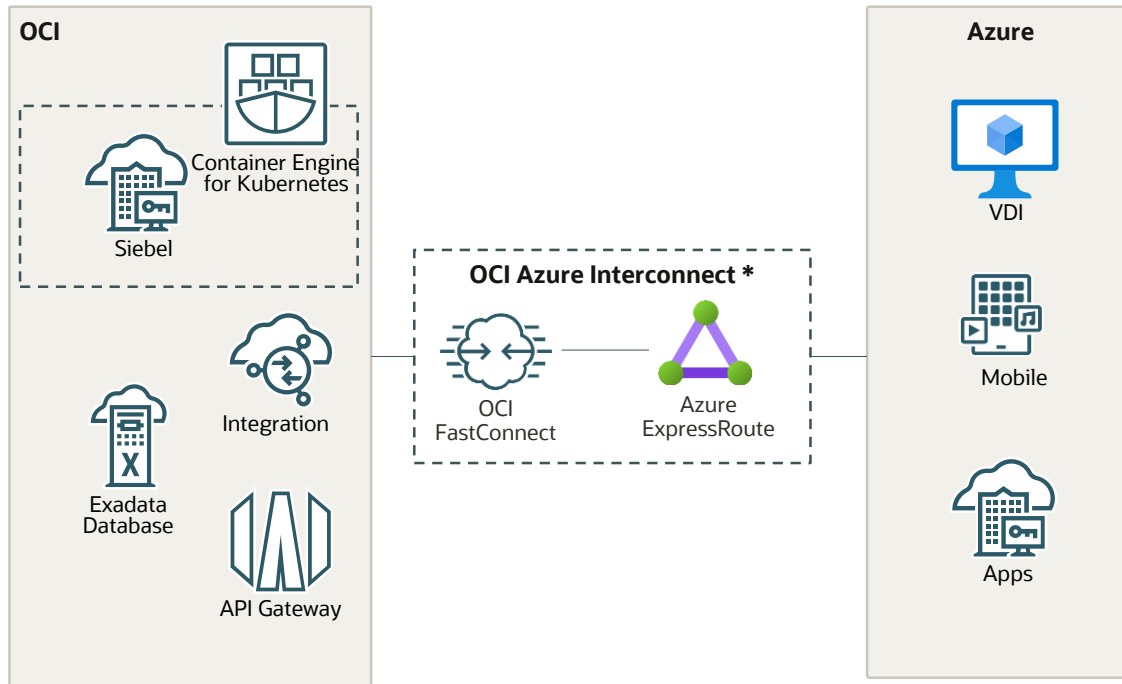 OCI
Container Engine
for Kubernetes
Siebel
Integration
Exadata
Database
X
API Gateway
OCI Azure Interconnect *
OCI
FastConnect
Azure
ExpressRoute
Azure
VDI
Mobile
Apps